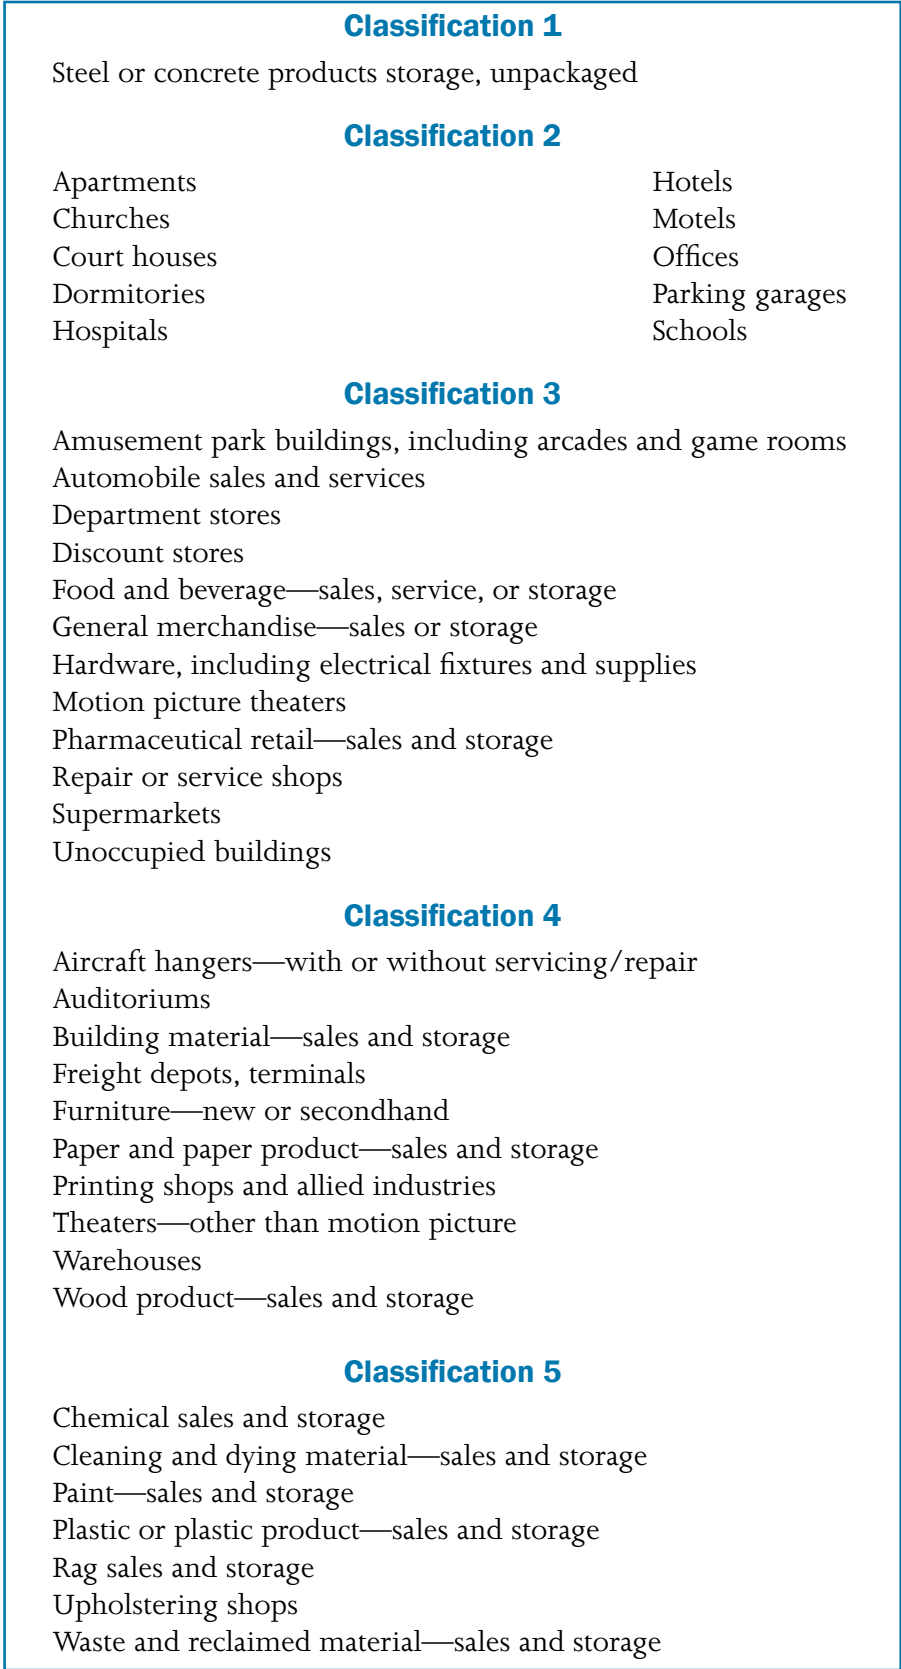 Classification 1
Steel or concrete products storage, unpackaged
Classification 2
Apartments
Churches
Court houses
Dormitories
Hospitals
Hotels
Motels
Offices
Parking garages
Schools
Classification 3
Amusement park buildings, including arcades and game rooms
Automobile sales and services
Department stores
Discount stores
Food and beverage—sales, service, or storage
General merchandise—sales or storage
Hardware, including electrical fixtures and supplies
Motion picture theaters
Pharmaceutical retail—sales and storage
Repair or service shops
Supermarkets
Unoccupied buildings
Classification 4
Aircraft hangers—with or without servicing/repair
Auditoriums
Building material—sales and storage
Freight depots, terminals
Furniture—new or secondhand
Paper and paper product—sales and storage
Printing shops and allied industries
Theaters—other than motion picture
Warehouses
Wood product—sales and storage
Classification 5
Chemical sales and storage
Cleaning and dying material—sales and storage
Paint—sales and storage
Plastic or plastic product—sales and storage
Rag sales and storage
Upholstering shops
Waste and reclaimed material—sales and storage